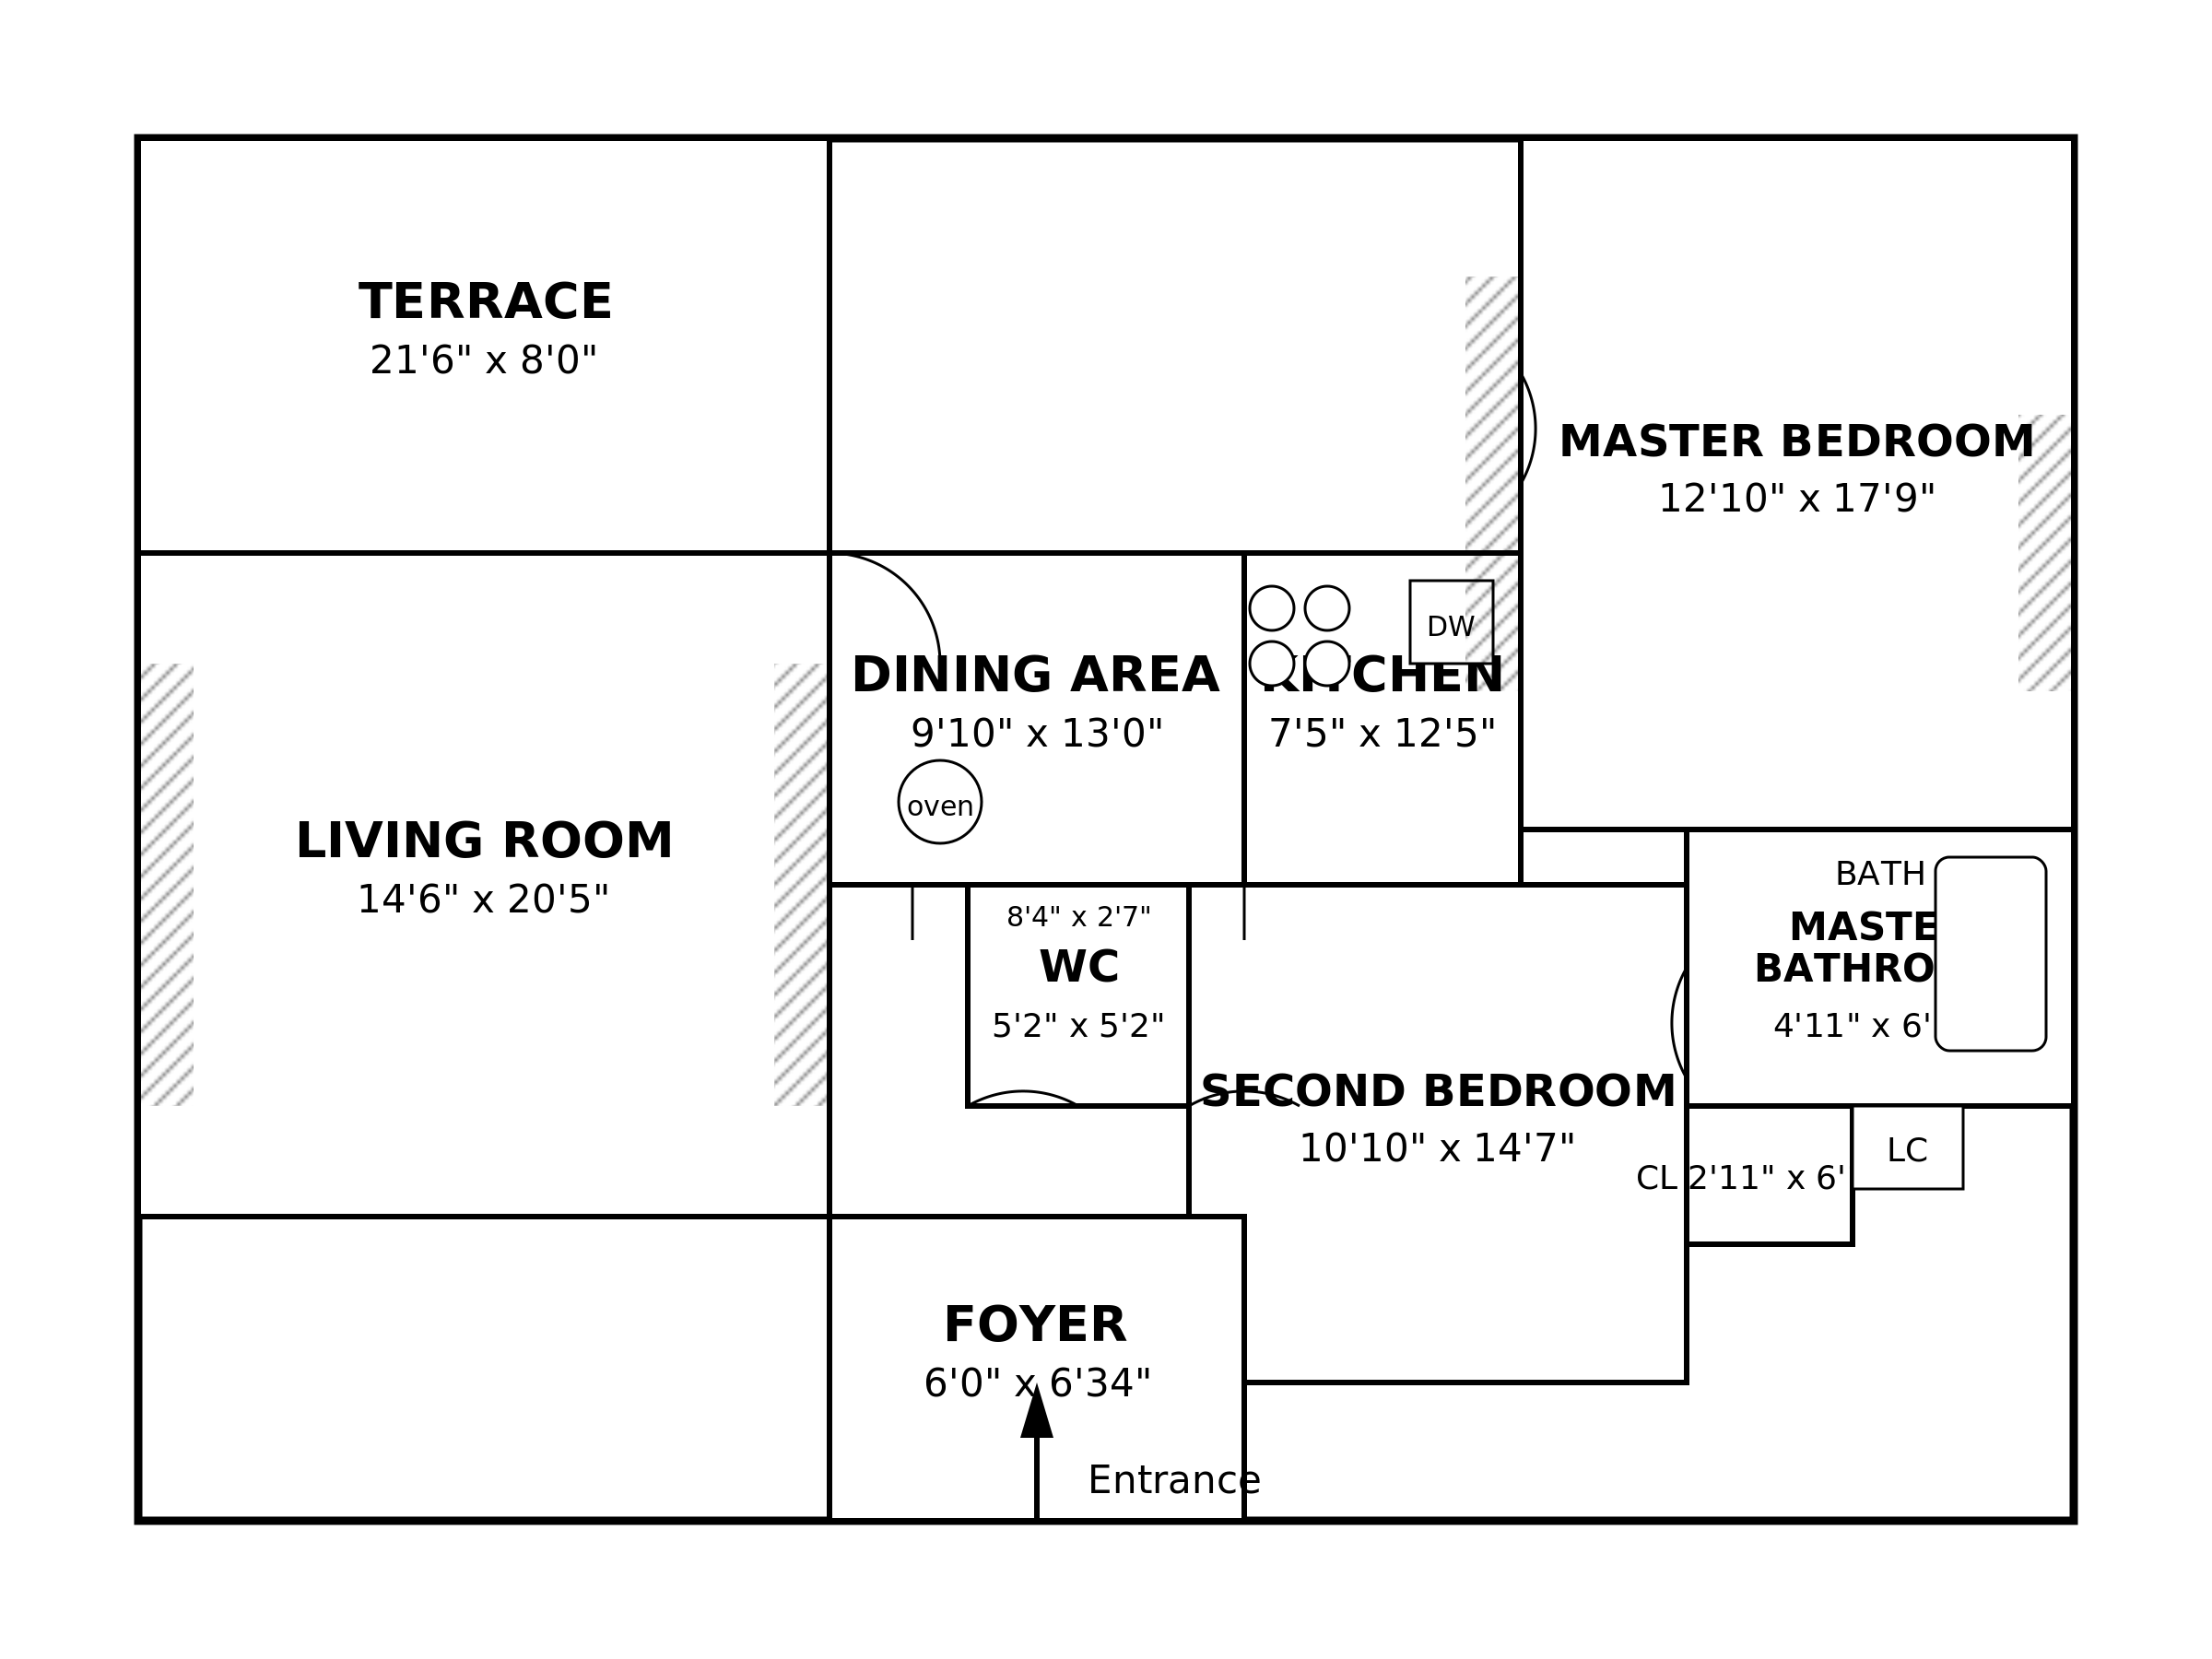 TERRACE
21'6" x 8'0"
MASTER BEDROOM
12'10" x 17'9"
DW
DINING AREA
KITCHEN
9'10" x 13'0"
7'5" x 12'5"
oven
LIVING ROOM
14'6" x 20'5"
BATH
8'4" x 2'7"
WC
5'2" x 5'2"
MASTE
BATHRO
4'11" x 6'
SECOND BEDROOM
10'10" x 14'7"
CL 2'11" x 6'
LC
FOYER
6'0" x 6'34"
Entrance